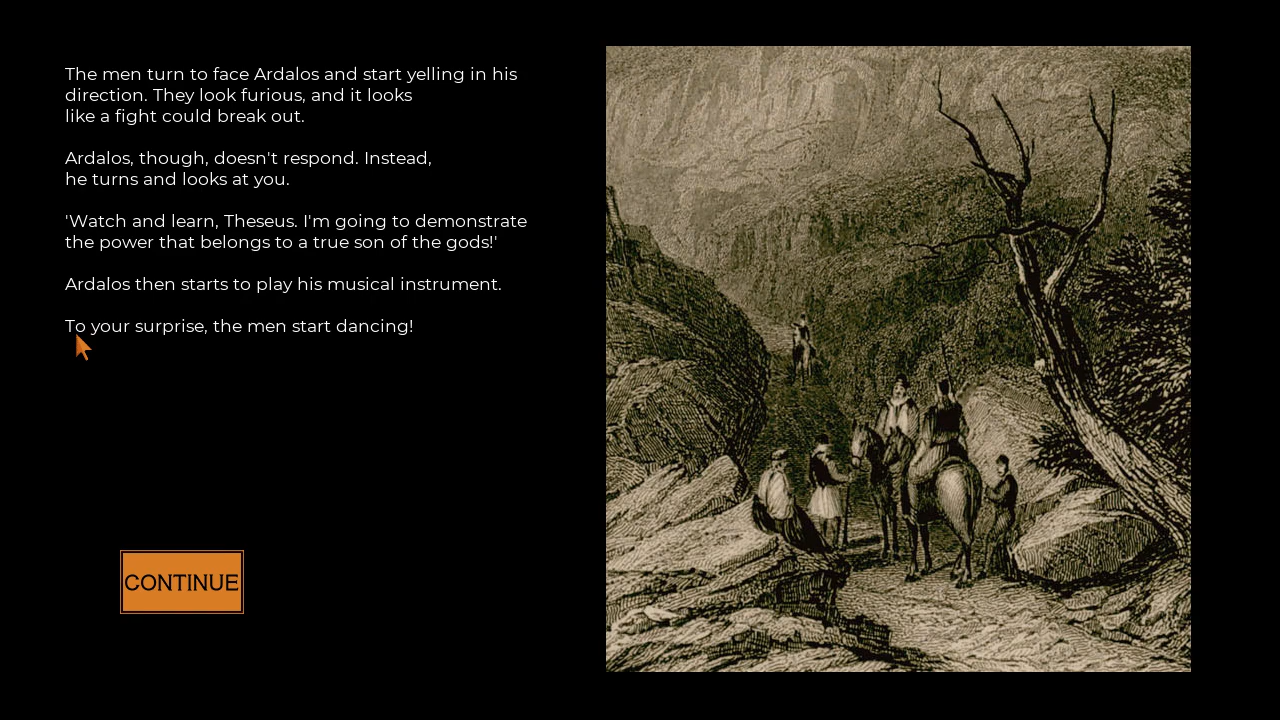 The men turn to face Ardalos and start yelling in his
direction. They look furious, and it looks
like a fight could break out.
Ardalos, though, doesn't respond. Instead,
he turns and looks at you.
'Watch and learn, Theseus. I'm going to demonstrate
the power that belongs to a true son of the gods!'
Ardalos then starts to play his musical instrument.
To your surprise, the men start dancing!
CONTINUE